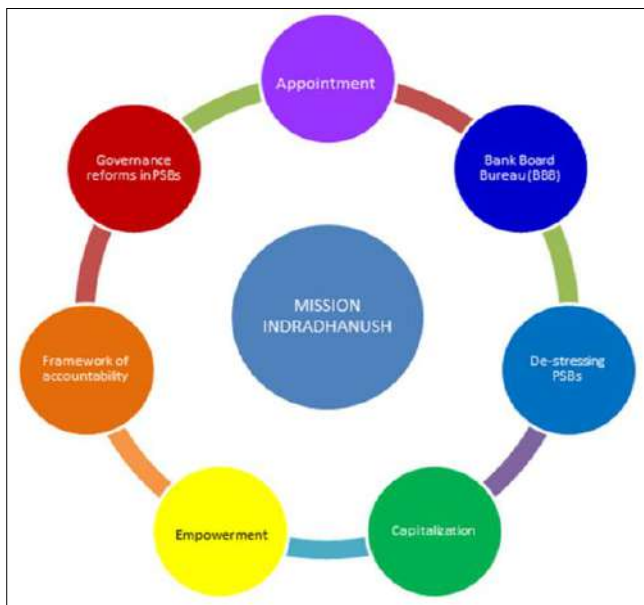 Appointment
Bank Board
Bureau (BBB)
De-stressing
PSBs
Capitalization
Empowerment
Framework of
accountability
Governance
reforms in PSBs
MISSION
INDRADHANUSH